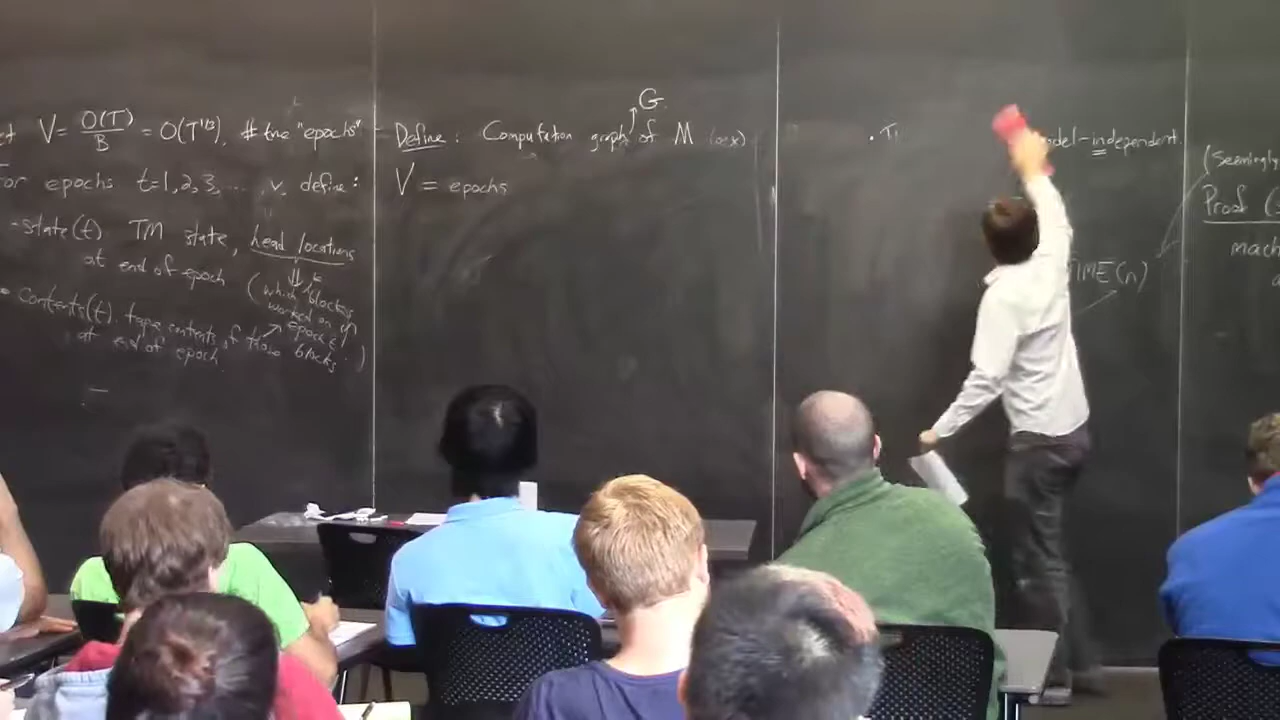 V = O(T)/B = O(T^1/3), # the "epochs"
For epochs t=1,2,3,..., v, define:
-state(t) TM state, head locations
at end of epoch
(which blocks
worked on in
epoch t)
• contents(t), tape contents of those blocks
at end of epoch.
Define: Computation graph of M
G
V = epochs
• Ti
model-independent.
TIME(n)
(Seemingly
Proof
mach